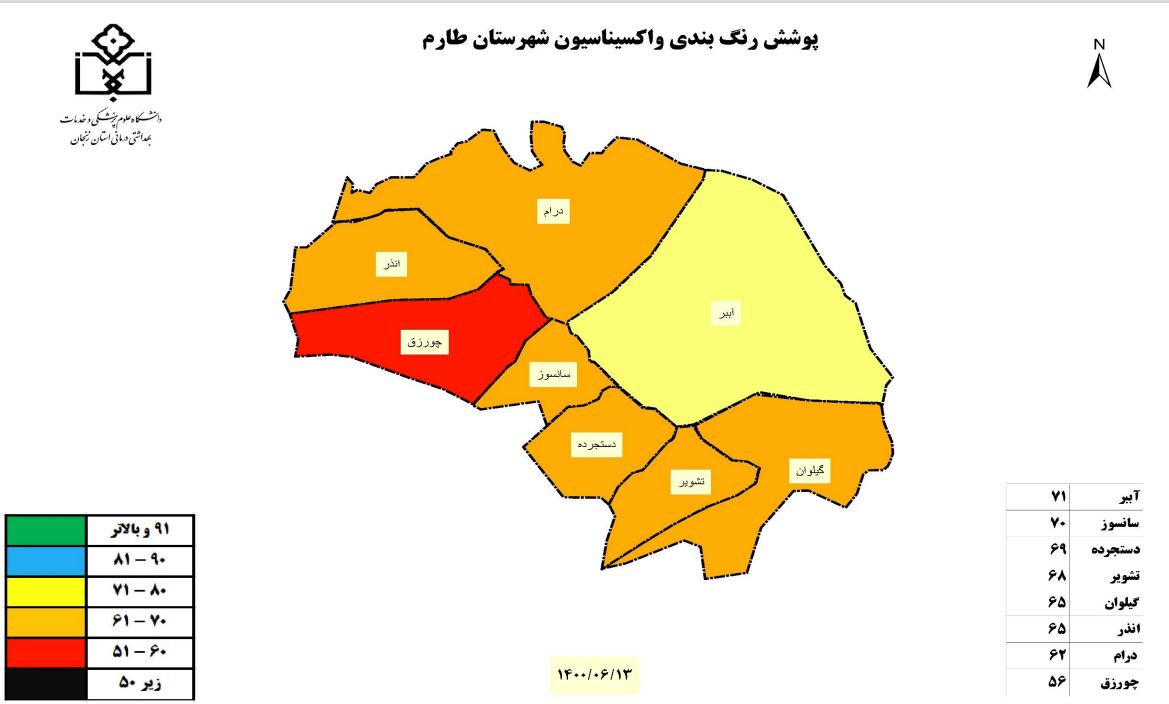 پوشش رنگ بندی واکسیناسیون شهرستان طارم
N
دانشگاه علوم پزشکی و خدمات
بهداشتی درمانی استان زنجان
درام
انذر
آببر
چورزق
سانسوز
دستجرده
گیلوان
تشویر
آببر ۷۱
سانسوز ۷۰
دستجرده ۶۹
تشویر ۶۸
گیلوان ۶۵
انذر ۶۵
درام ۶۲
چورزق ۵۶
۹۱ و بالاتر
۸۱ – ۹۰
۷۱ – ۸۰
۶۱ – ۷۰
۵۱ – ۶۰
زیر ۵۰
۱۴۰۰/۰۶/۱۳